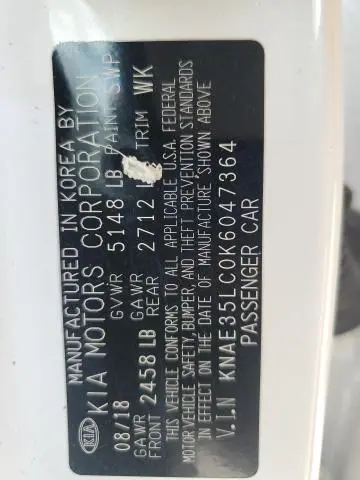 MANUFACTURED IN KOREA BY
KIA KIA MOTORS CORPORATION
08/18 GVWR 5148 LB PAINT SWP
GAWR FRONT 2458 LB GAWR REAR 2712 TRIM WK
THIS VEHICLE CONFORMS TO ALL APPLICABLE U.S.A. FEDERAL
MOTOR VEHICLE SAFETY, BUMPER, AND THEFT PREVENTION STANDARDS
IN EFFECT ON THE DATE OF MANUFACTURE SHOWN ABOVE
V.I.N KNAE35LC0K6047364
PASSENGER CAR